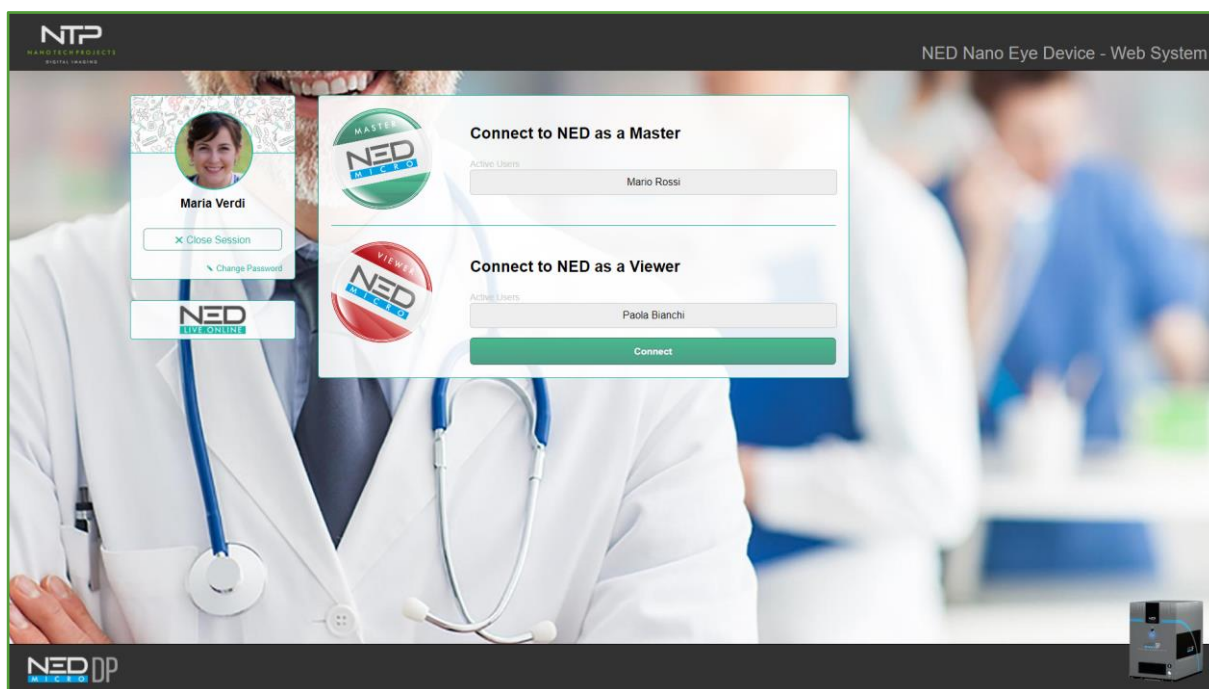 NTP
NANOTECH PROJECTS
DIGITAL IMAGING
NED Nano Eye Device - Web System
Maria Verdi
× Close Session
Change Password
NED
LIVE.ONLINE
MASTER
NED
MICRO
Connect to NED as a Master
Active Users
Mario Rossi
VIEWER
NED
MICRO
Connect to NED as a Viewer
Active Users
Paola Bianchi
Connect
NED DP
MICRO